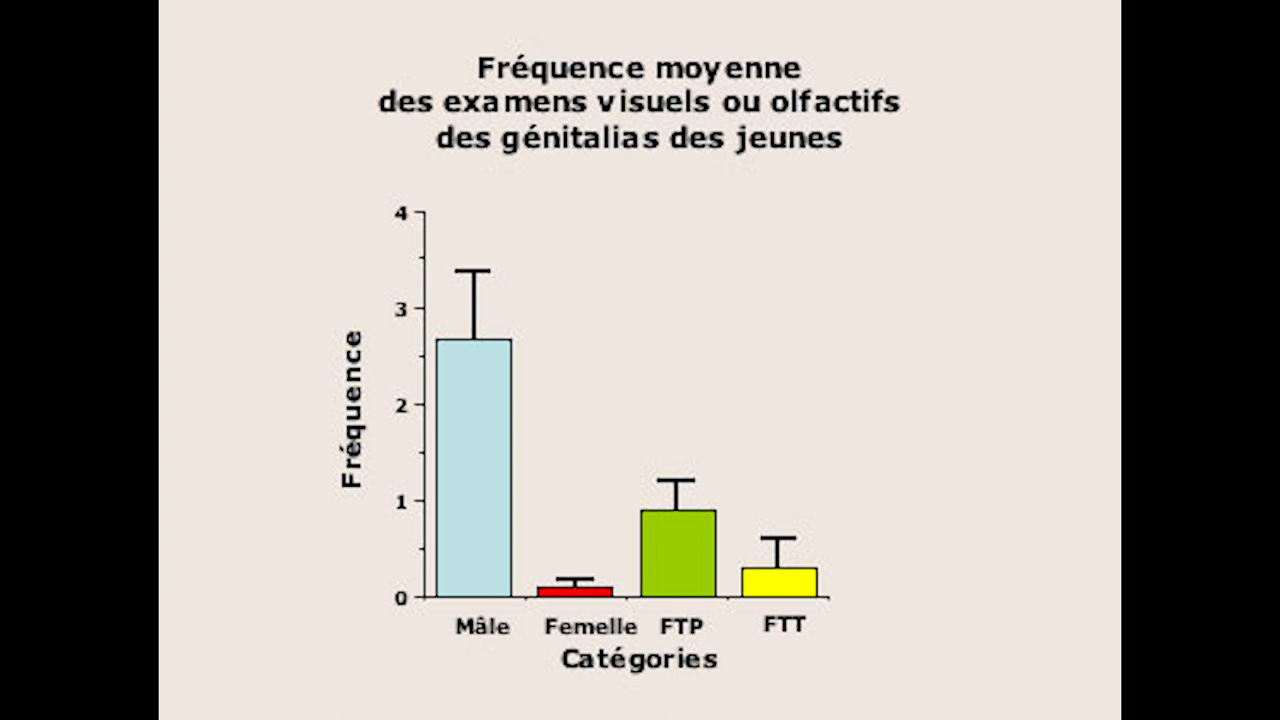 Fréquence moyenne
des examens visuels ou olfactifs
des génitalias des jeunes
4
3
2
1
0
Fréquence
Mâle Femelle FTP FTT
Catégories